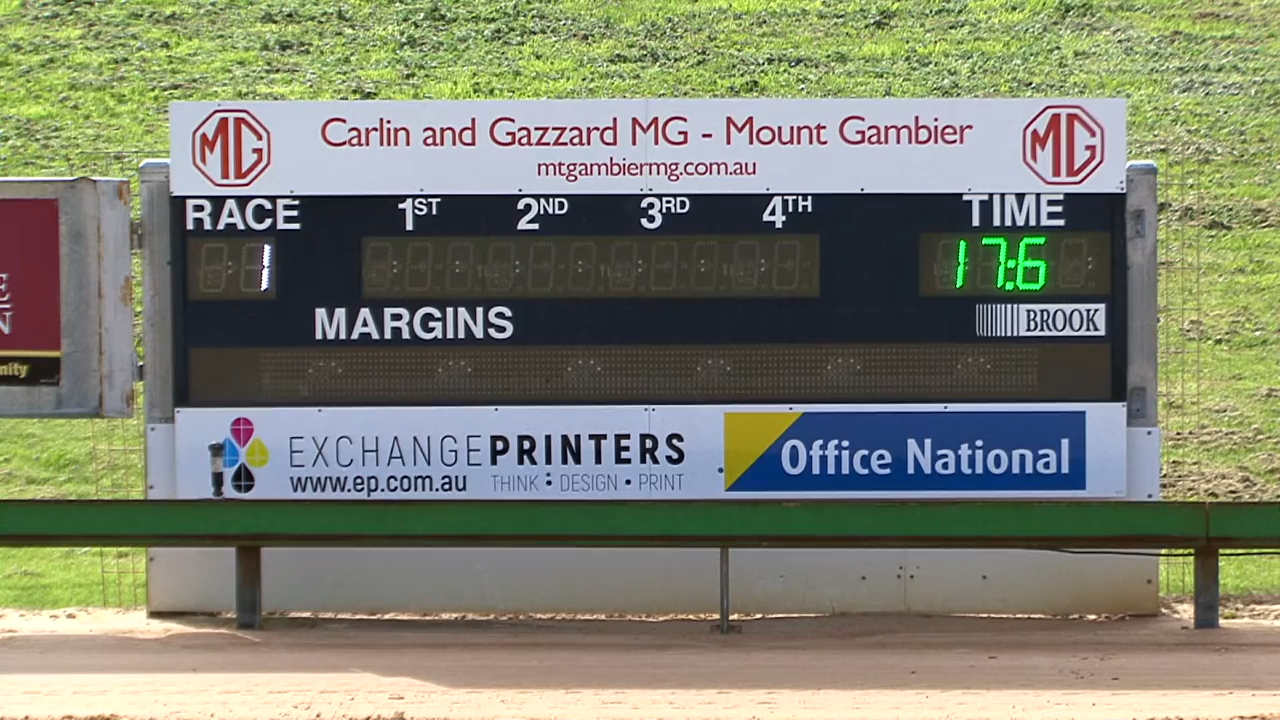 MG Carlin and Gazzard MG - Mount Gambier MG
mtgambiermg.com.au
RACE 1ST 2ND 3RD 4TH TIME
1 17:6
MARGINS BROOK
E
N
nity
EXCHANGEPRINTERS Office National
www.ep.com.au THINK : DESIGN • PRINT